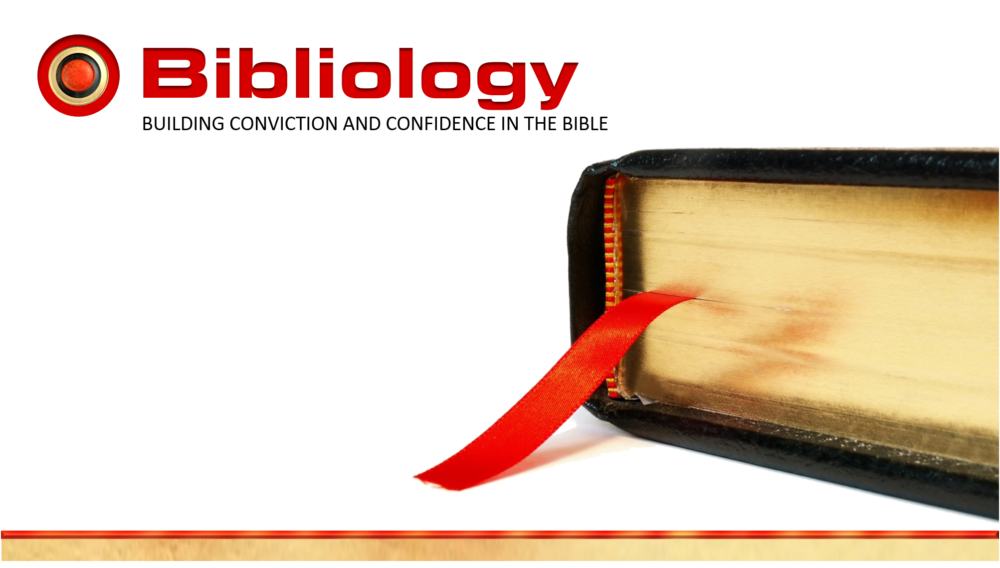 Bibliology
BUILDING CONVICTION AND CONFIDENCE IN THE BIBLE